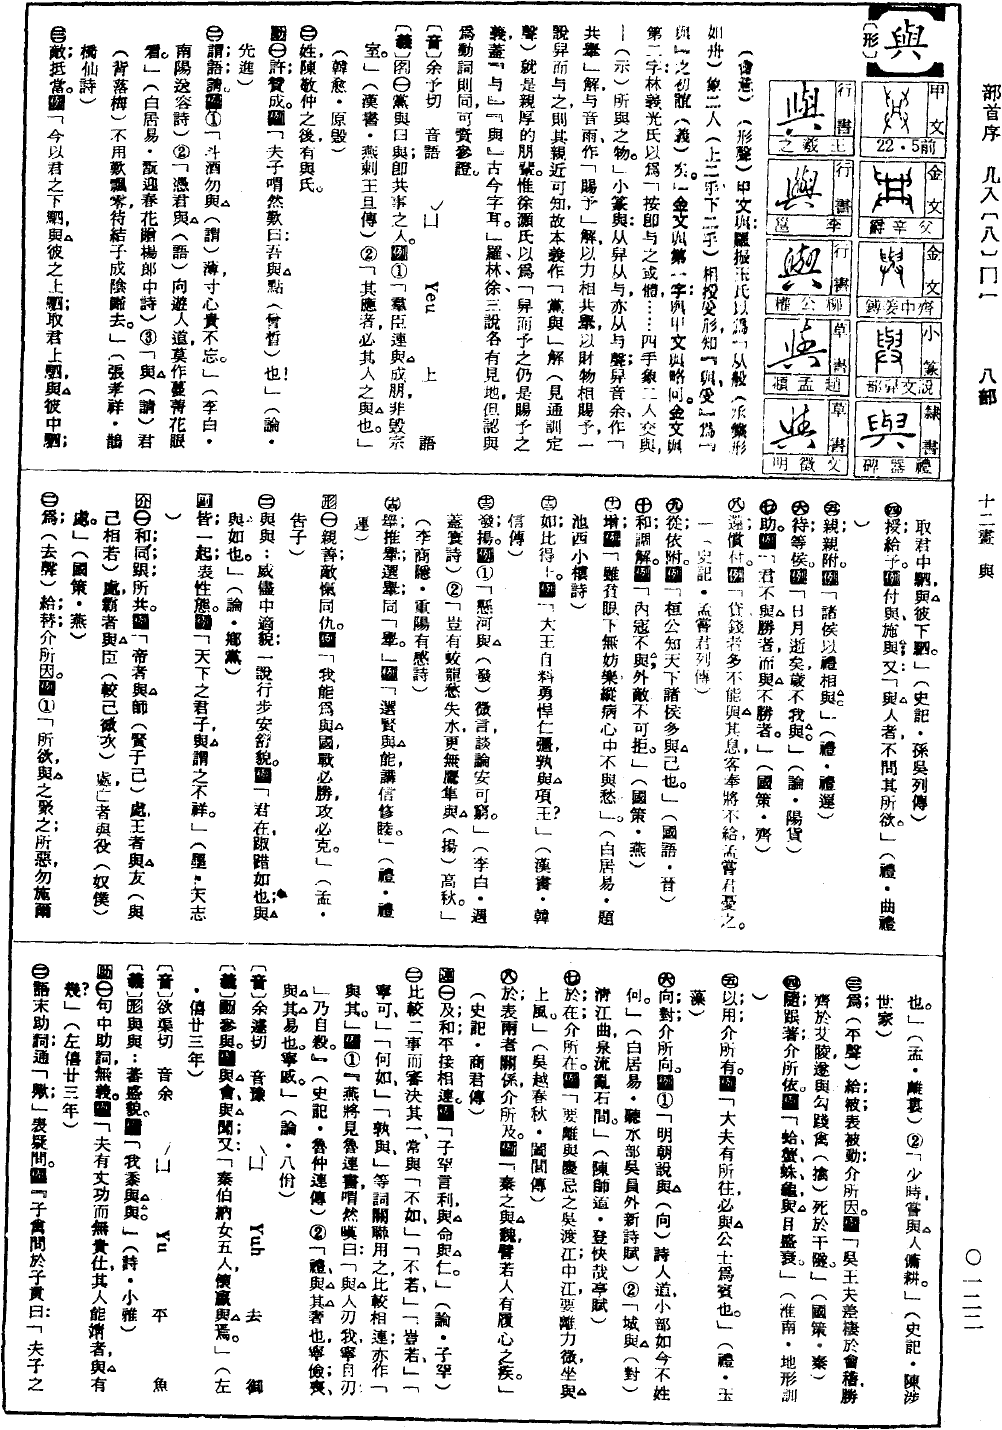 部首序 几入〔八〕冂冖 八部 十二畫 與 〇一二二
與
〔形〕
甲文 前5·22
金文 父辛爵
金文 齊中姜鎛
小篆 說文舁部
隸書 禮器碑
行書 王羲之
行書 李邕
行書 柳公權
草書 趙孟頫
草書 文徵明
（會意）（形聲）甲文與羅振玉氏以為「从般（承槃形
如舟）象二人（上二手下二手）相授受形知『與受』為『
與』之初誼（義）矣」金文與第一字與甲文與略同。金文與
第二字林義光氏以為「按即与之或體……四手象二人交與
一（示）所與之物。」小篆與从舁从与亦从与聲舁音余作「
共舉」解与音雨、作「賜予」解以力相共舉、以財物相賜予、一
說舁而与之則其親近可知故本義作「黨與」解（見通訓定
聲）就是親厚的朋輩。惟徐灝氏以為「舁而予之仍是賜予之
義蓋『与』『與』古今字耳。」羅林、徐三說各有見地但認與
為動詞則同可資參證。
〔音〕余予切 音語 ㄩˇ Yeu 上 語
〔義〕名㊀黨與曰與即共事之人。例①「羣臣連與成朋非毀宗
室。」（漢書·燕剌王旦傳）②「其應者必其人之與也。」
（韓愈·原毀）
㊁姓、陳敬仲之後有與氏。
動㊀許；贊成。例「夫子喟然歎曰：吾與點（曾晳）也！」（論·
先進）
㊁謂；語；請。例①「斗酒勿與（謂）薄、寸心貴不忘。」（李白·
南陽送客詩）②「憑君與（語）向遊人道、莫作蔓菁花眼
看。」（白居易·翫迎春花贈楊郎中詩）③「與（請）君
（背落梅）不用歎飄零、待結子成陰歸去。」（張孝祥·鵲
橋仙詩）
㊂敵；抵當。例「今以君之下駟、與彼之上駟；取君上駟、與彼中駟；
取君中駟、與彼下駟。」（史記·孫吳列傳）
㊃授；給予。例付與；施與；又「與人者不問其所欲。」（禮·曲禮
㊄親；親附。例「諸侯以禮相與。」（禮·禮運）
㊅待；等侯。例「日月逝矣、歲不我與。」（論·陽貨）
㊆助。例「君不與勝者、而與不勝者。」（國策·齊）
㊇還償；付。例「貸錢者多不能與其息、客奉將不給、孟嘗君憂之。
」（史記·孟嘗君列傳）
㊈從；依附。例「桓公知天下諸侯多與己也。」（國語·晉）
㊉和；調解。例「內寇不與、外敵不可拒。」（國策·燕）
增。例「雖貧眼下無妨樂、縱病心中不與愁。」（白居易·題
池西小樓詩）
如；比得上。例「大王自料勇悍仁彊、孰與項王？」（漢書·韓
信傳）
發；揚。例①「懸河與（發）微言、談論安可窮。」（李白·遇
②「豈有蛟龍愁失水、更無鷹隼與（揚）高秋。」
（李商隱·重陽有感詩）
舉；推舉；選舉、同「舉」。例「選賢與能、講信修睦。」（禮·禮
運）
形㊀親善；敵愾同仇。例「我能為與國、戰必勝、攻必克。」（孟·
告子）
㊁與與：威儀中適貌；一說行步安舒貌。例「君在、踧踖如也；與
與如也。」（論·鄉黨）
副皆；一起、表性態。例「天下之君子、與謂之不祥。」（墨·天志
）
介㊀和；同；跟；所共。例「帝者與師（賢于己）處、王者與友（與
己相若）處、霸者與臣（較己微次）處、亡者與役（奴僕）
處。」（國策·燕）
㊁為；（去聲）給；替、介所因。例①「所欲、與之聚之；所惡、勿施爾
也。」（孟·離婁）②「少時嘗與人傭耕。」（史記·陳涉
世家）
㊂為；（平聲）給；被、表被動介所因。例「吳王夫差棲於會稽、勝
齊於艾陵、遂與勾踐禽（擒）死於干隧。」（國策·秦）
㊃隨；跟著、介所依。例「蛤、蟹、蛛、龜、與月盛衰。」（淮南·地形訓
）
㊄以；用、介所有。例「大夫有所往、必與公士為賓也。」（禮·玉
藻）
㊅向；對、介所向。例①「明朝說與（向）詩人道、小部如今不姓
何。」（白居易·聽水部吳員外新詩賦）②「城與（對）
清江曲、泉流亂石間。」（陳師道·登快哉亭賦）
㊆於；在、介所在。例「要離與慶忌之吳、渡江中江、要離力微、坐與
上風。」（吳越春秋·闔閭傳）
㊇於、表兩者關係介所及。例「秦之與魏、譬若人有腹心之疾。」
（史記·商君傳）
連㊀及；和、平接相連。例「子罕言利、與命、與仁。」（論·子罕）
㊁比較二事而審決其一、常與「不如」、「不若」、「豈若」、「
寧可」、「何如」、「孰與」等詞關聯用之、比較相連；亦作「
與其。」例①「燕將見魯連書、喟然嘆曰：『與人刃我、寧自刃
』乃自殺。」（史記·魯仲連傳）②「禮、與其奢也、寧儉；喪、
與其易也、寧戚。」（論·八佾）
〔音〕余遽切 音豫 ㄩˋ Yuh 去 御
〔義〕動參與。例與會；與聞；又「秦伯納女五人、懷嬴與焉。」（左
·僖廿三年）
〔音〕欲渠切 音余 ㄩˊ Yu 平 魚
〔義〕形與與：蕃盛貌。例「我黍與與。」（詩·小雅）
助㊀句中助詞、無義。例「夫有大功而無貴仕、其人能靖者與有
幾？」（左僖廿三年）
㊁語末助詞、通「歟」、表疑問。例『子禽問於子貢曰：「夫子之